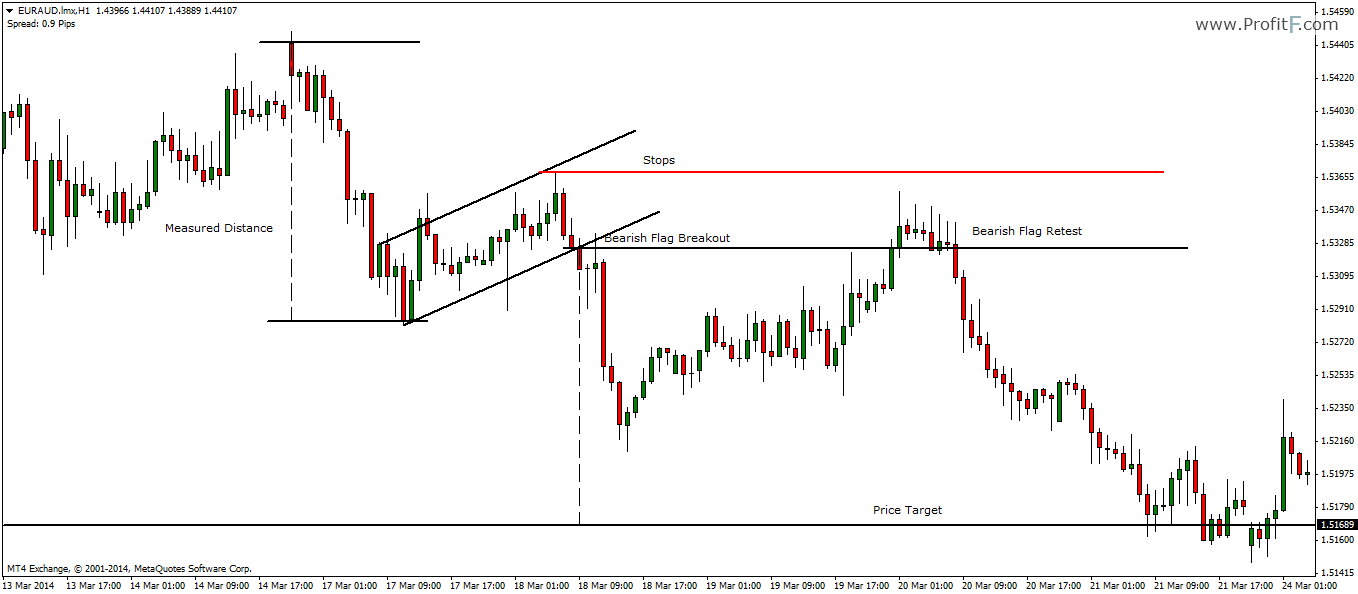 EURAUD.lmx,H1 1.43966 1.44107 1.43889 1.44107
Spread: 0.9 Pips
www.ProfitF.com
Stops
Measured Distance
Bearish Flag Breakout
Bearish Flag Retest
Price Target
MT4 Exchange, © 2001-2014, MetaQuotes Software Corp.
1.54590
1.54405
1.54220
1.54030
1.53845
1.53655
1.53470
1.53285
1.53095
1.52910
1.52720
1.52535
1.52350
1.52160
1.51975
1.51790
1.51689
1.51600
1.51415
13 Mar 2014 13 Mar 17:00 14 Mar 01:00 14 Mar 09:00 14 Mar 17:00 17 Mar 01:00 17 Mar 09:00 17 Mar 17:00 18 Mar 01:00 18 Mar 09:00 18 Mar 17:00 19 Mar 01:00 19 Mar 09:00 19 Mar 17:00 20 Mar 01:00 20 Mar 09:00 20 Mar 17:00 21 Mar 01:00 21 Mar 09:00 21 Mar 17:00 24 Mar 01:00